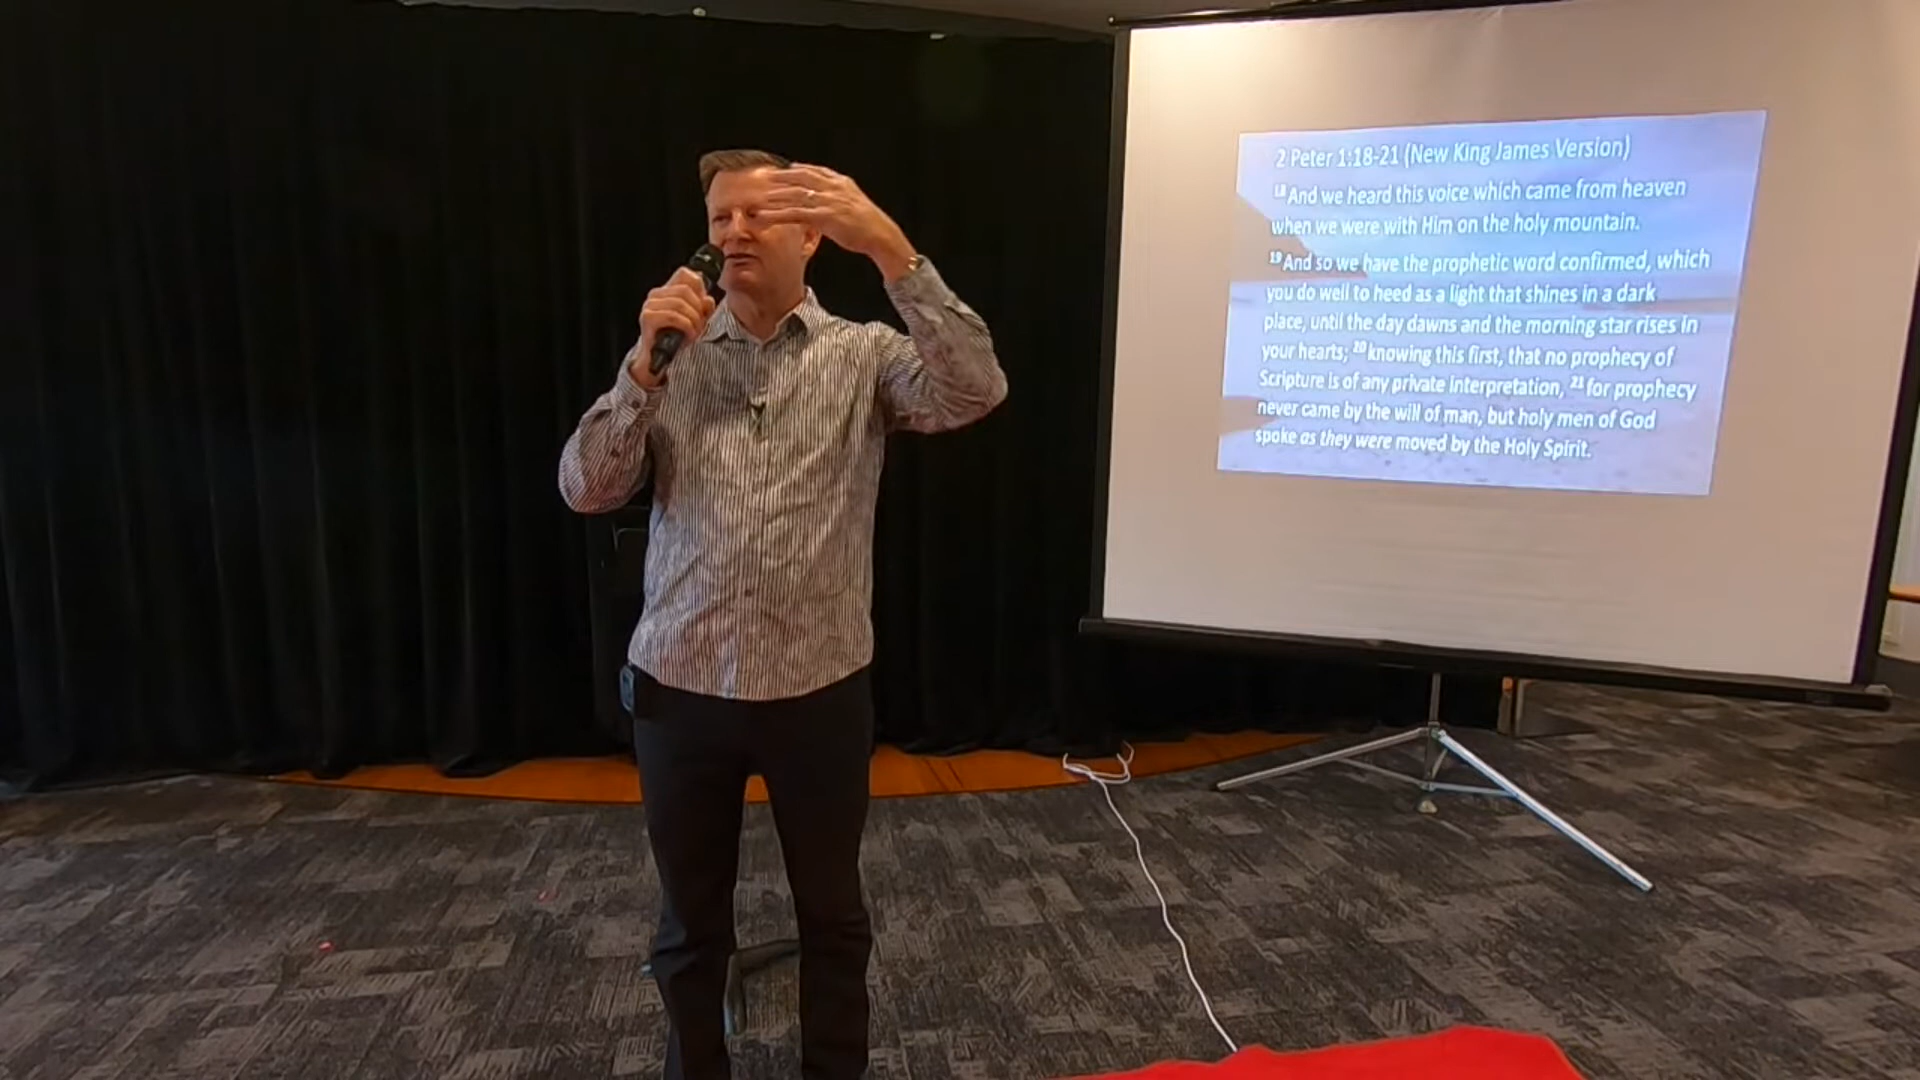 2 Peter 1:18-21 (New King James Version)
18 And we heard this voice which came from heaven
when we were with Him on the holy mountain.
19 And so we have the prophetic word confirmed, which
you do well to heed as a light that shines in a dark
place, until the day dawns and the morning star rises in
your hearts; 20 knowing this first, that no prophecy of
Scripture is of any private interpretation, 21 for prophecy
never came by the will of man, but holy men of God
spoke as they were moved by the Holy Spirit.